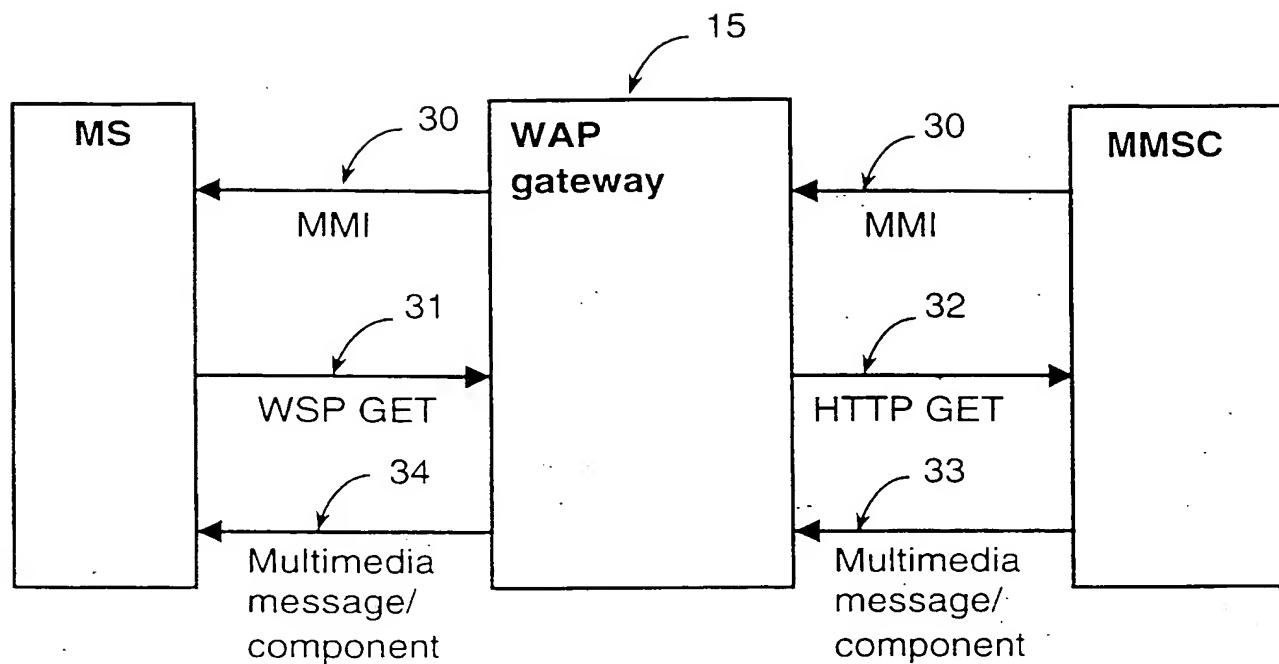 15
MS
30
WAP
gateway
30
MMSC
MMI
MMI
31
32
WSP GET
HTTP GET
34
33
Multimedia
message/
component
Multimedia
message/
component